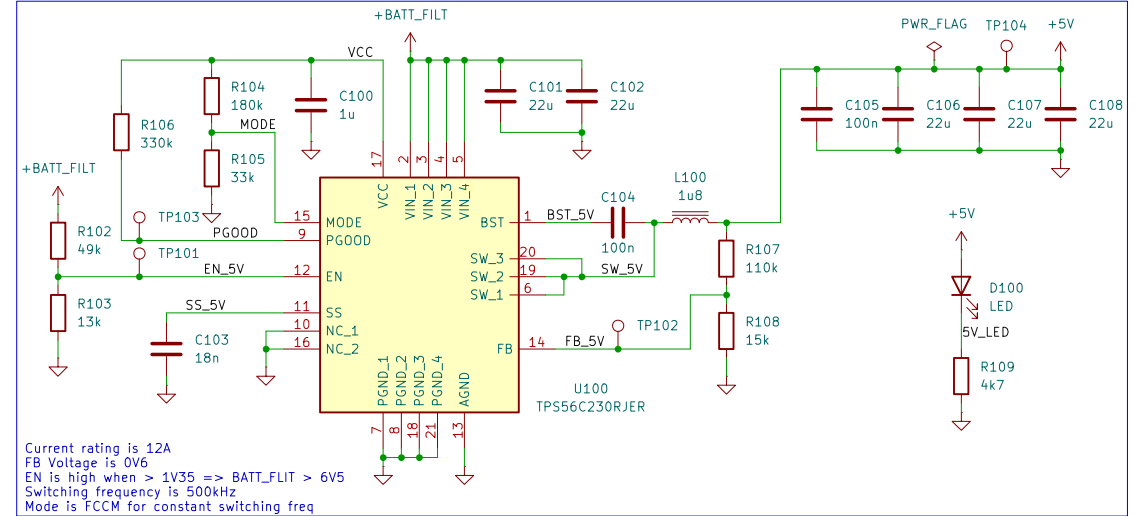 +BATT_FILT
PWR_FLAG
TP104
+5V
VCC
R104
180k
C100
1u
C101
22u
C102
22u
C105
100n
C106
22u
C107
22u
C108
22u
R106
330k
MODE
R105
33k
+BATT_FILT
17
2
3
4
5
VCC
VIN_1
VIN_2
VIN_3
VIN_4
L100
1u8
C104
100n
TP103
15
MODE
1
BST
BST_5V
+5V
R102
49k
PGOOD
9
PGOOD
TP101
20
SW_3
R107
110k
EN_5V
12
EN
19
SW_2
SW_5V
6
SW_1
D100
LED
R103
13k
SS_5V
11
SS
10
NC_1
16
NC_2
TP102
R108
15k
5V_LED
C103
18n
14
FB
FB_5V
R109
4k7
PGND_1
PGND_2
PGND_3
PGND_4
AGND
U100
TPS56C230RJER
7
8
18
21
13
Current rating is 12A
FB Voltage is 0V6
EN is high when > 1V35 => BATT_FLIT > 6V5
Switching frequency is 500kHz
Mode is FCCM for constant switching freq